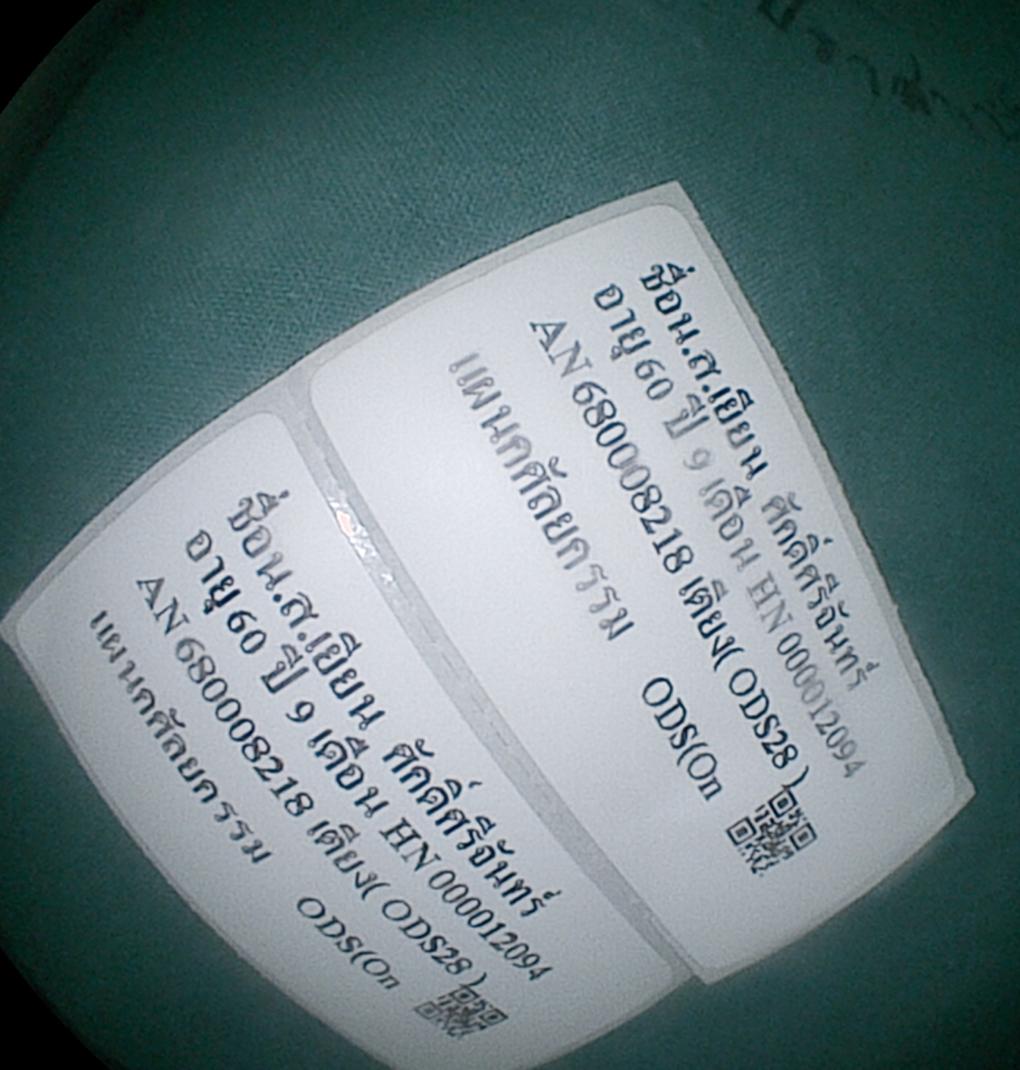 ชื่อน.ส.เยียน ศักดิ์ศรีจันทร์
อายุ 60 ปี 9 เดือน HN 000012094
AN 680008218 เตียง( ODS28 )
แผนกศัลยกรรม ODS(On
ชื่อน.ส.เยียน ศักดิ์ศรีจันทร์
อายุ 60 ปี 9 เดือน HN 000012094
AN 680008218 เตียง( ODS28 )
แผนกศัลยกรรม ODS(On